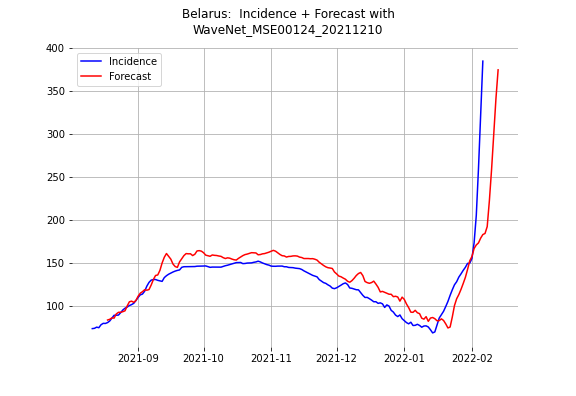 Belarus:  Incidence + Forecast with
WaveNet_MSE00124_20211210
Incidence
Forecast
400
350
300
250
200
150
100
2021-09 2021-10 2021-11 2021-12 2022-01 2022-02